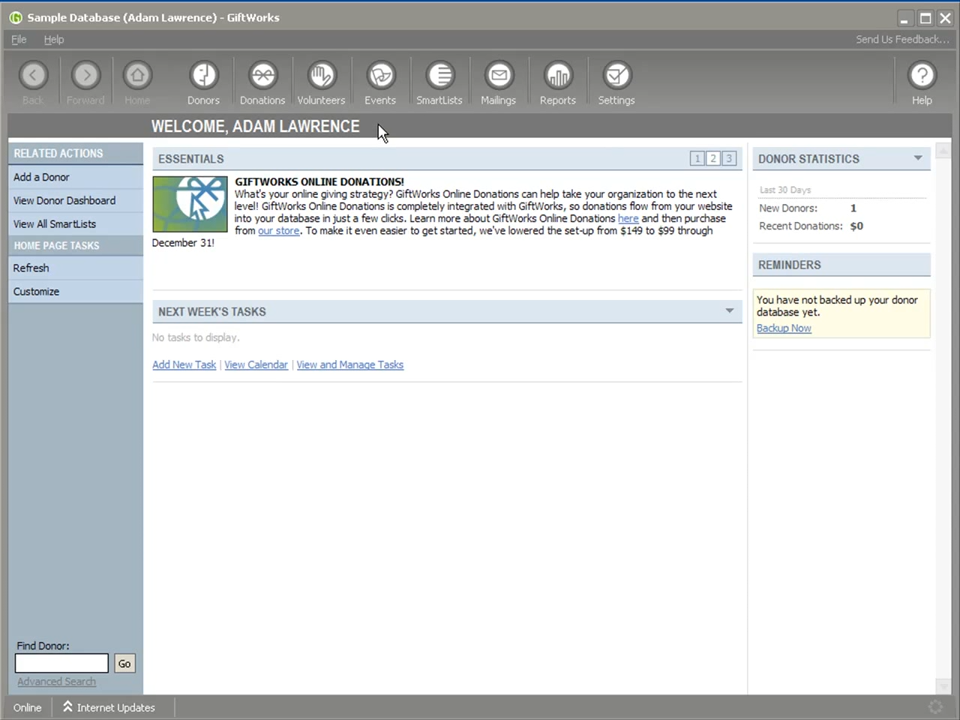 Sample Database (Adam Lawrence) - GiftWorks
File Help Send Us Feedback...
Back Forward Home Donors Donations Volunteers Events SmartLists Mailings Reports Settings Help
WELCOME, ADAM LAWRENCE
RELATED ACTIONS
Add a Donor
View Donor Dashboard
View All SmartLists
HOME PAGE TASKS
Refresh
Customize
Find Donor:
Go
Advanced Search
ESSENTIALS 1 2 3
GIFTWORKS ONLINE DONATIONS!
What's your online giving strategy? GiftWorks Online Donations can help take your organization to the next
level! GiftWorks Online Donations is completely integrated with GiftWorks, so donations flow from your website
into your database in just a few clicks. Learn more about GiftWorks Online Donations here and then purchase
from our store. To make it even easier to get started, we've lowered the set-up from $149 to $99 through
December 31!
NEXT WEEK'S TASKS
No tasks to display.
Add New Task | View Calendar | View and Manage Tasks
DONOR STATISTICS
Last 30 Days
New Donors: 1
Recent Donations: $0
REMINDERS
You have not backed up your donor
database yet.
Backup Now
Online Internet Updates